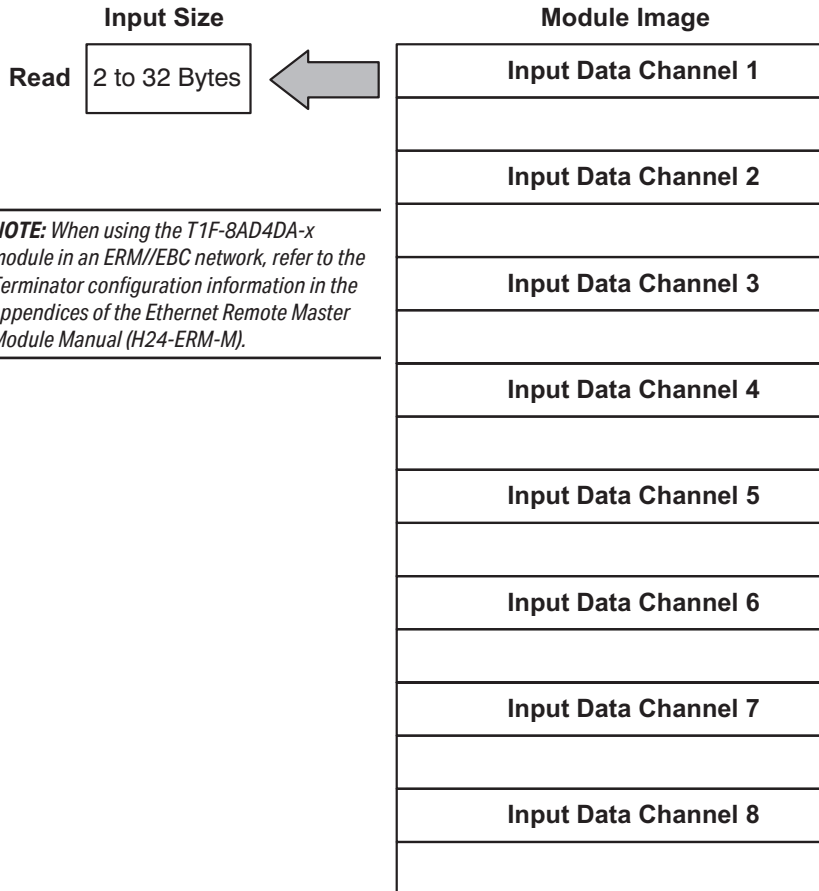 Input Size
Module Image
Read 2 to 32 Bytes
Input Data Channel 1
Input Data Channel 2
NOTE: When using the T1F-8AD4DA-x
module in an ERM//EBC network, refer to the
Terminator configuration information in the
appendices of the Ethernet Remote Master
Module Manual (H24-ERM-M).
Input Data Channel 3
Input Data Channel 4
Input Data Channel 5
Input Data Channel 6
Input Data Channel 7
Input Data Channel 8